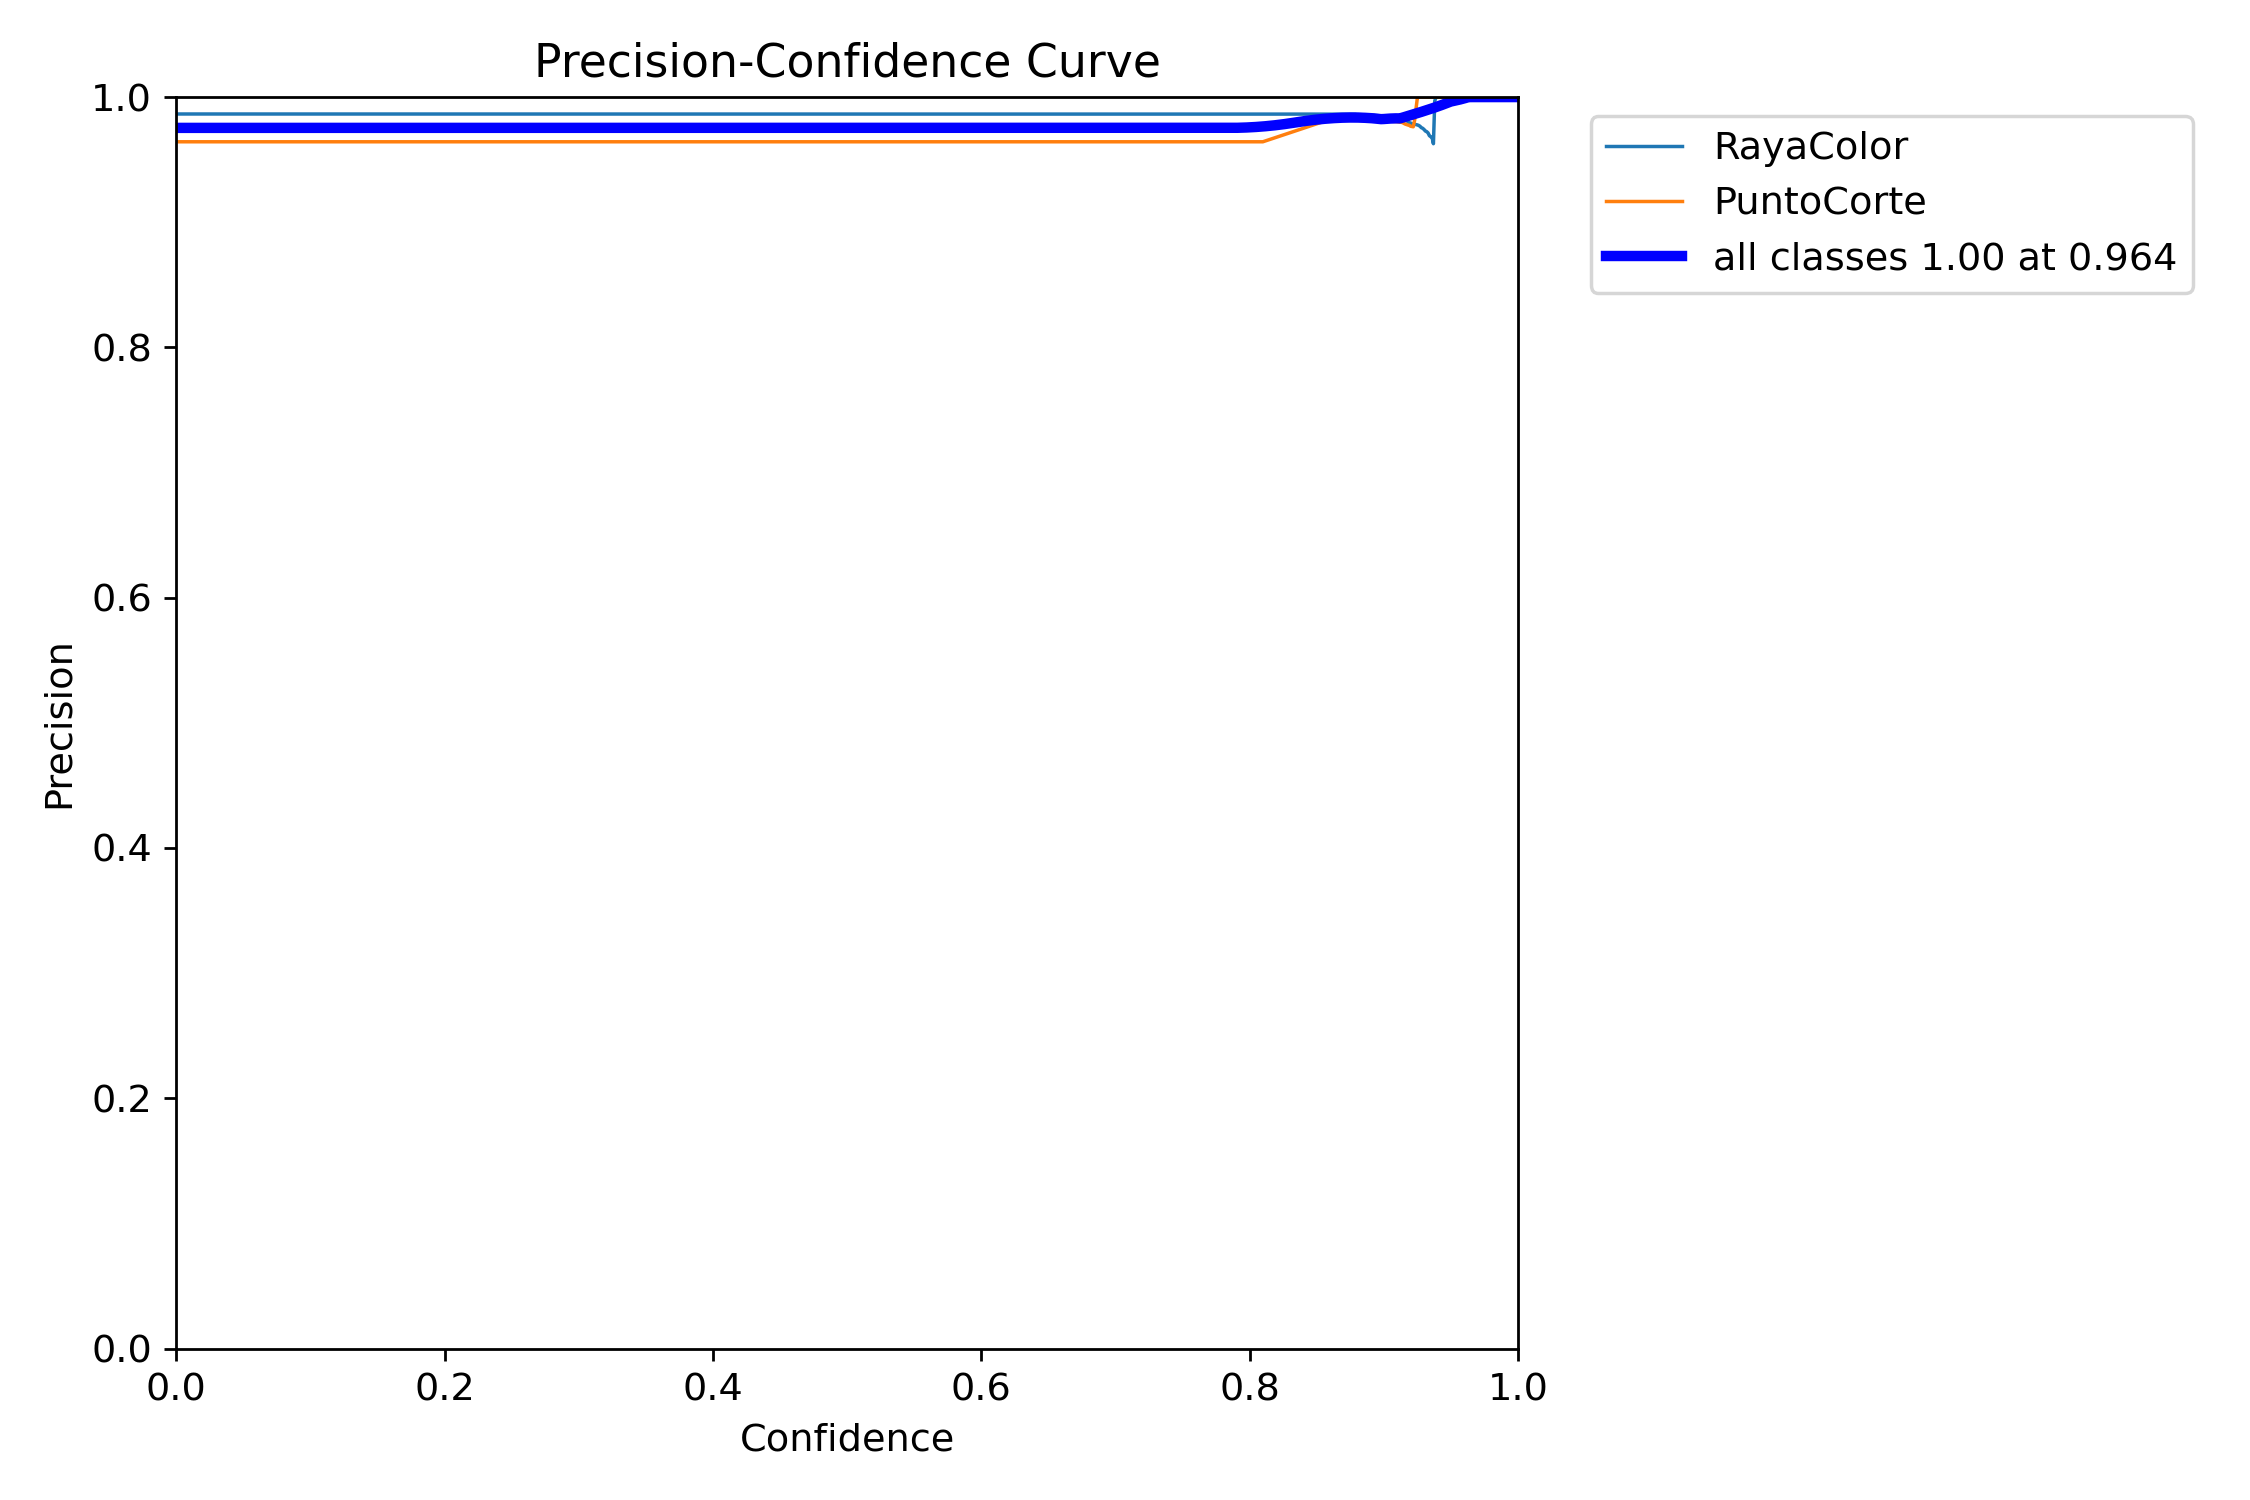 Precision-Confidence Curve
1.0
0.8
0.6
0.4
0.2
0.0
Precision
0.0 0.2 0.4 0.6 0.8 1.0
Confidence
RayaColor
PuntoCorte
all classes 1.00 at 0.964